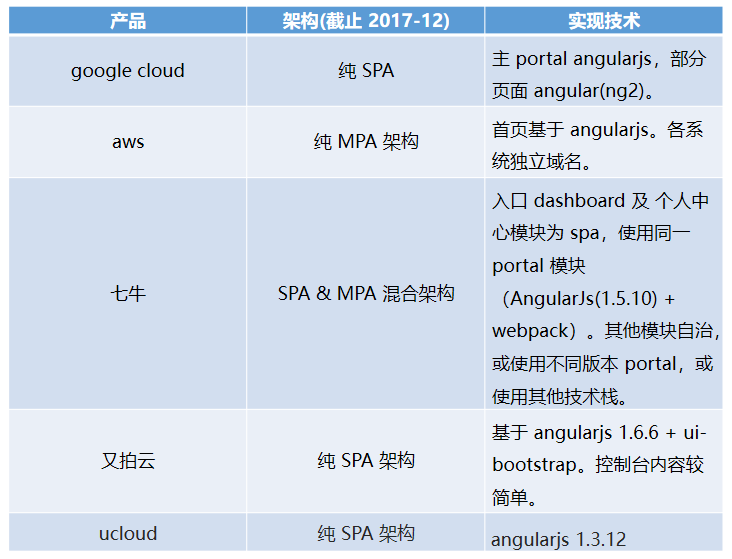 产品 架构(截止 2017-12) 实现技术
google cloud 纯 SPA 主 portal angularjs，部分
页面 angular(ng2)。
aws 纯 MPA 架构 首页基于 angularjs。各系
统独立域名。
七牛 SPA & MPA 混合架构 入口 dashboard 及 个人中
心模块为 spa，使用同一
portal 模块
（AngularJs(1.5.10) +
webpack）。其他模块自治，
或使用不同版本 portal，或
使用其他技术栈。
又拍云 纯 SPA 架构 基于 angularjs 1.6.6 + ui-
bootstrap。控制台内容较
简单。
ucloud 纯 SPA 架构 angularjs 1.3.12